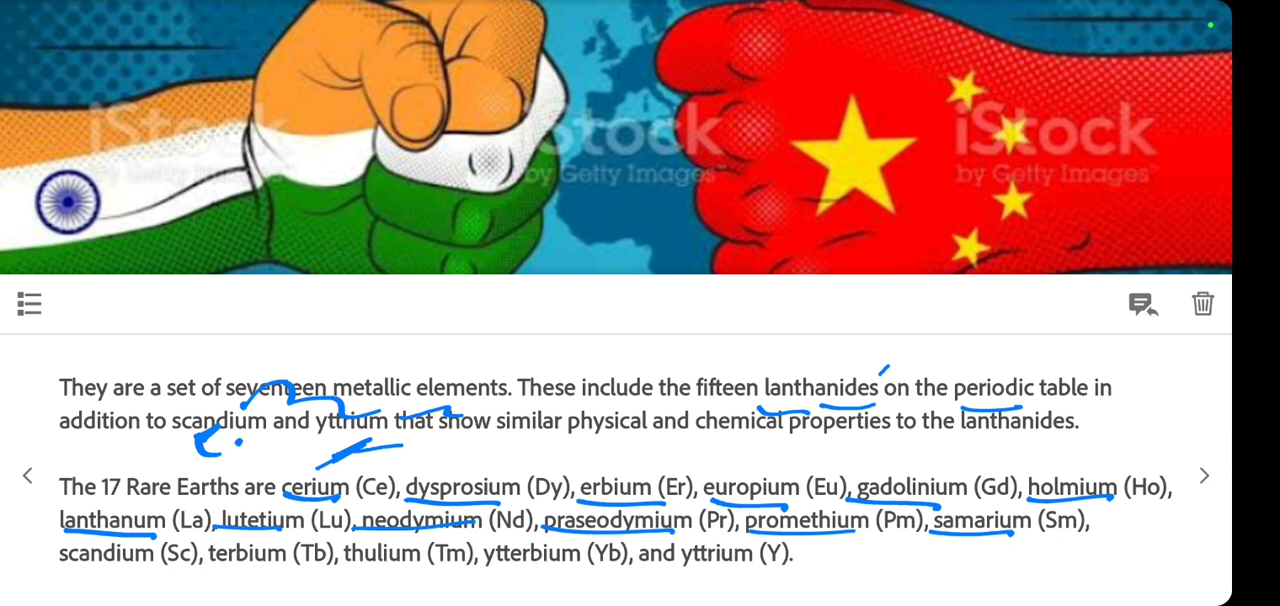 iStock iStock iStock
by Getty Images by Getty Images by Getty Images
They are a set of seventeen metallic elements. These include the fifteen lanthanides on the periodic table in
addition to scandium and yttrium that show similar physical and chemical properties to the lanthanides.
The 17 Rare Earths are cerium (Ce), dysprosium (Dy), erbium (Er), europium (Eu), gadolinium (Gd), holmium (Ho),
lanthanum (La), lutetium (Lu), neodymium (Nd), praseodymium (Pr), promethium (Pm), samarium (Sm),
scandium (Sc), terbium (Tb), thulium (Tm), ytterbium (Yb), and yttrium (Y).